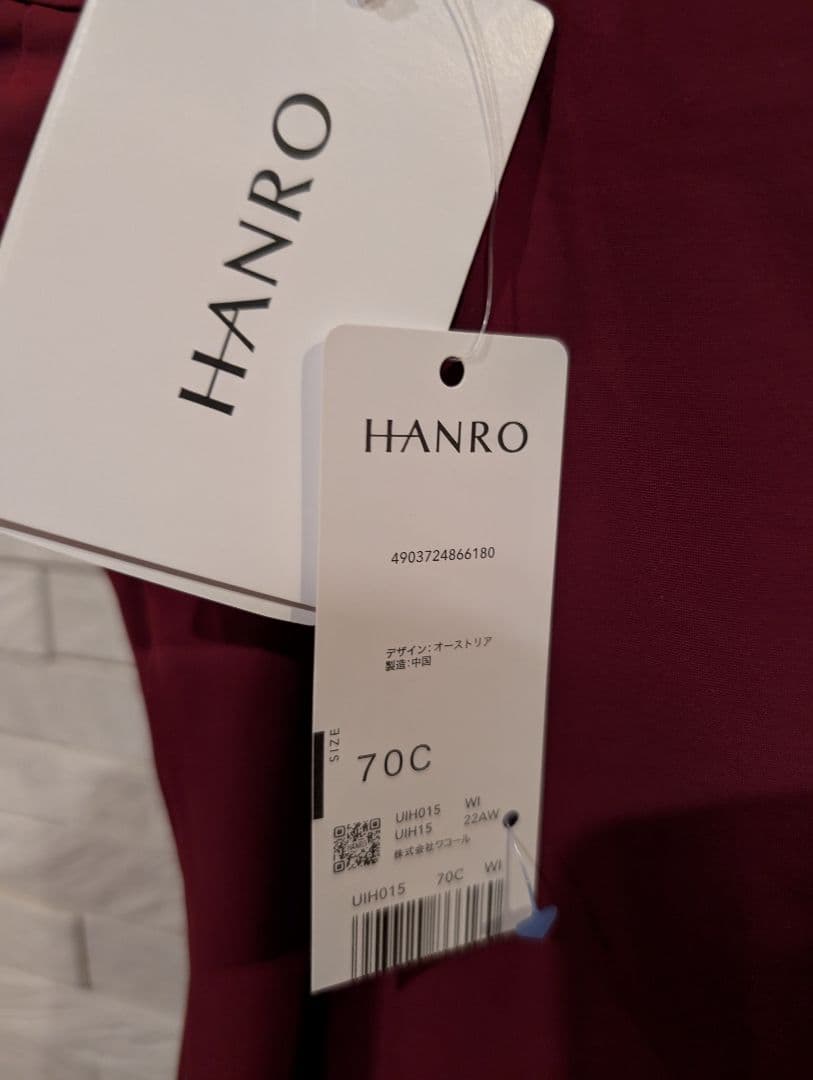 HANRO
HANRO
4903724866180
デザイン:オーストリア
製造:中国
SIZE
70C
UIH015 WI
UIH15 22AW
株式会社ワコール
UIH015 70C WI